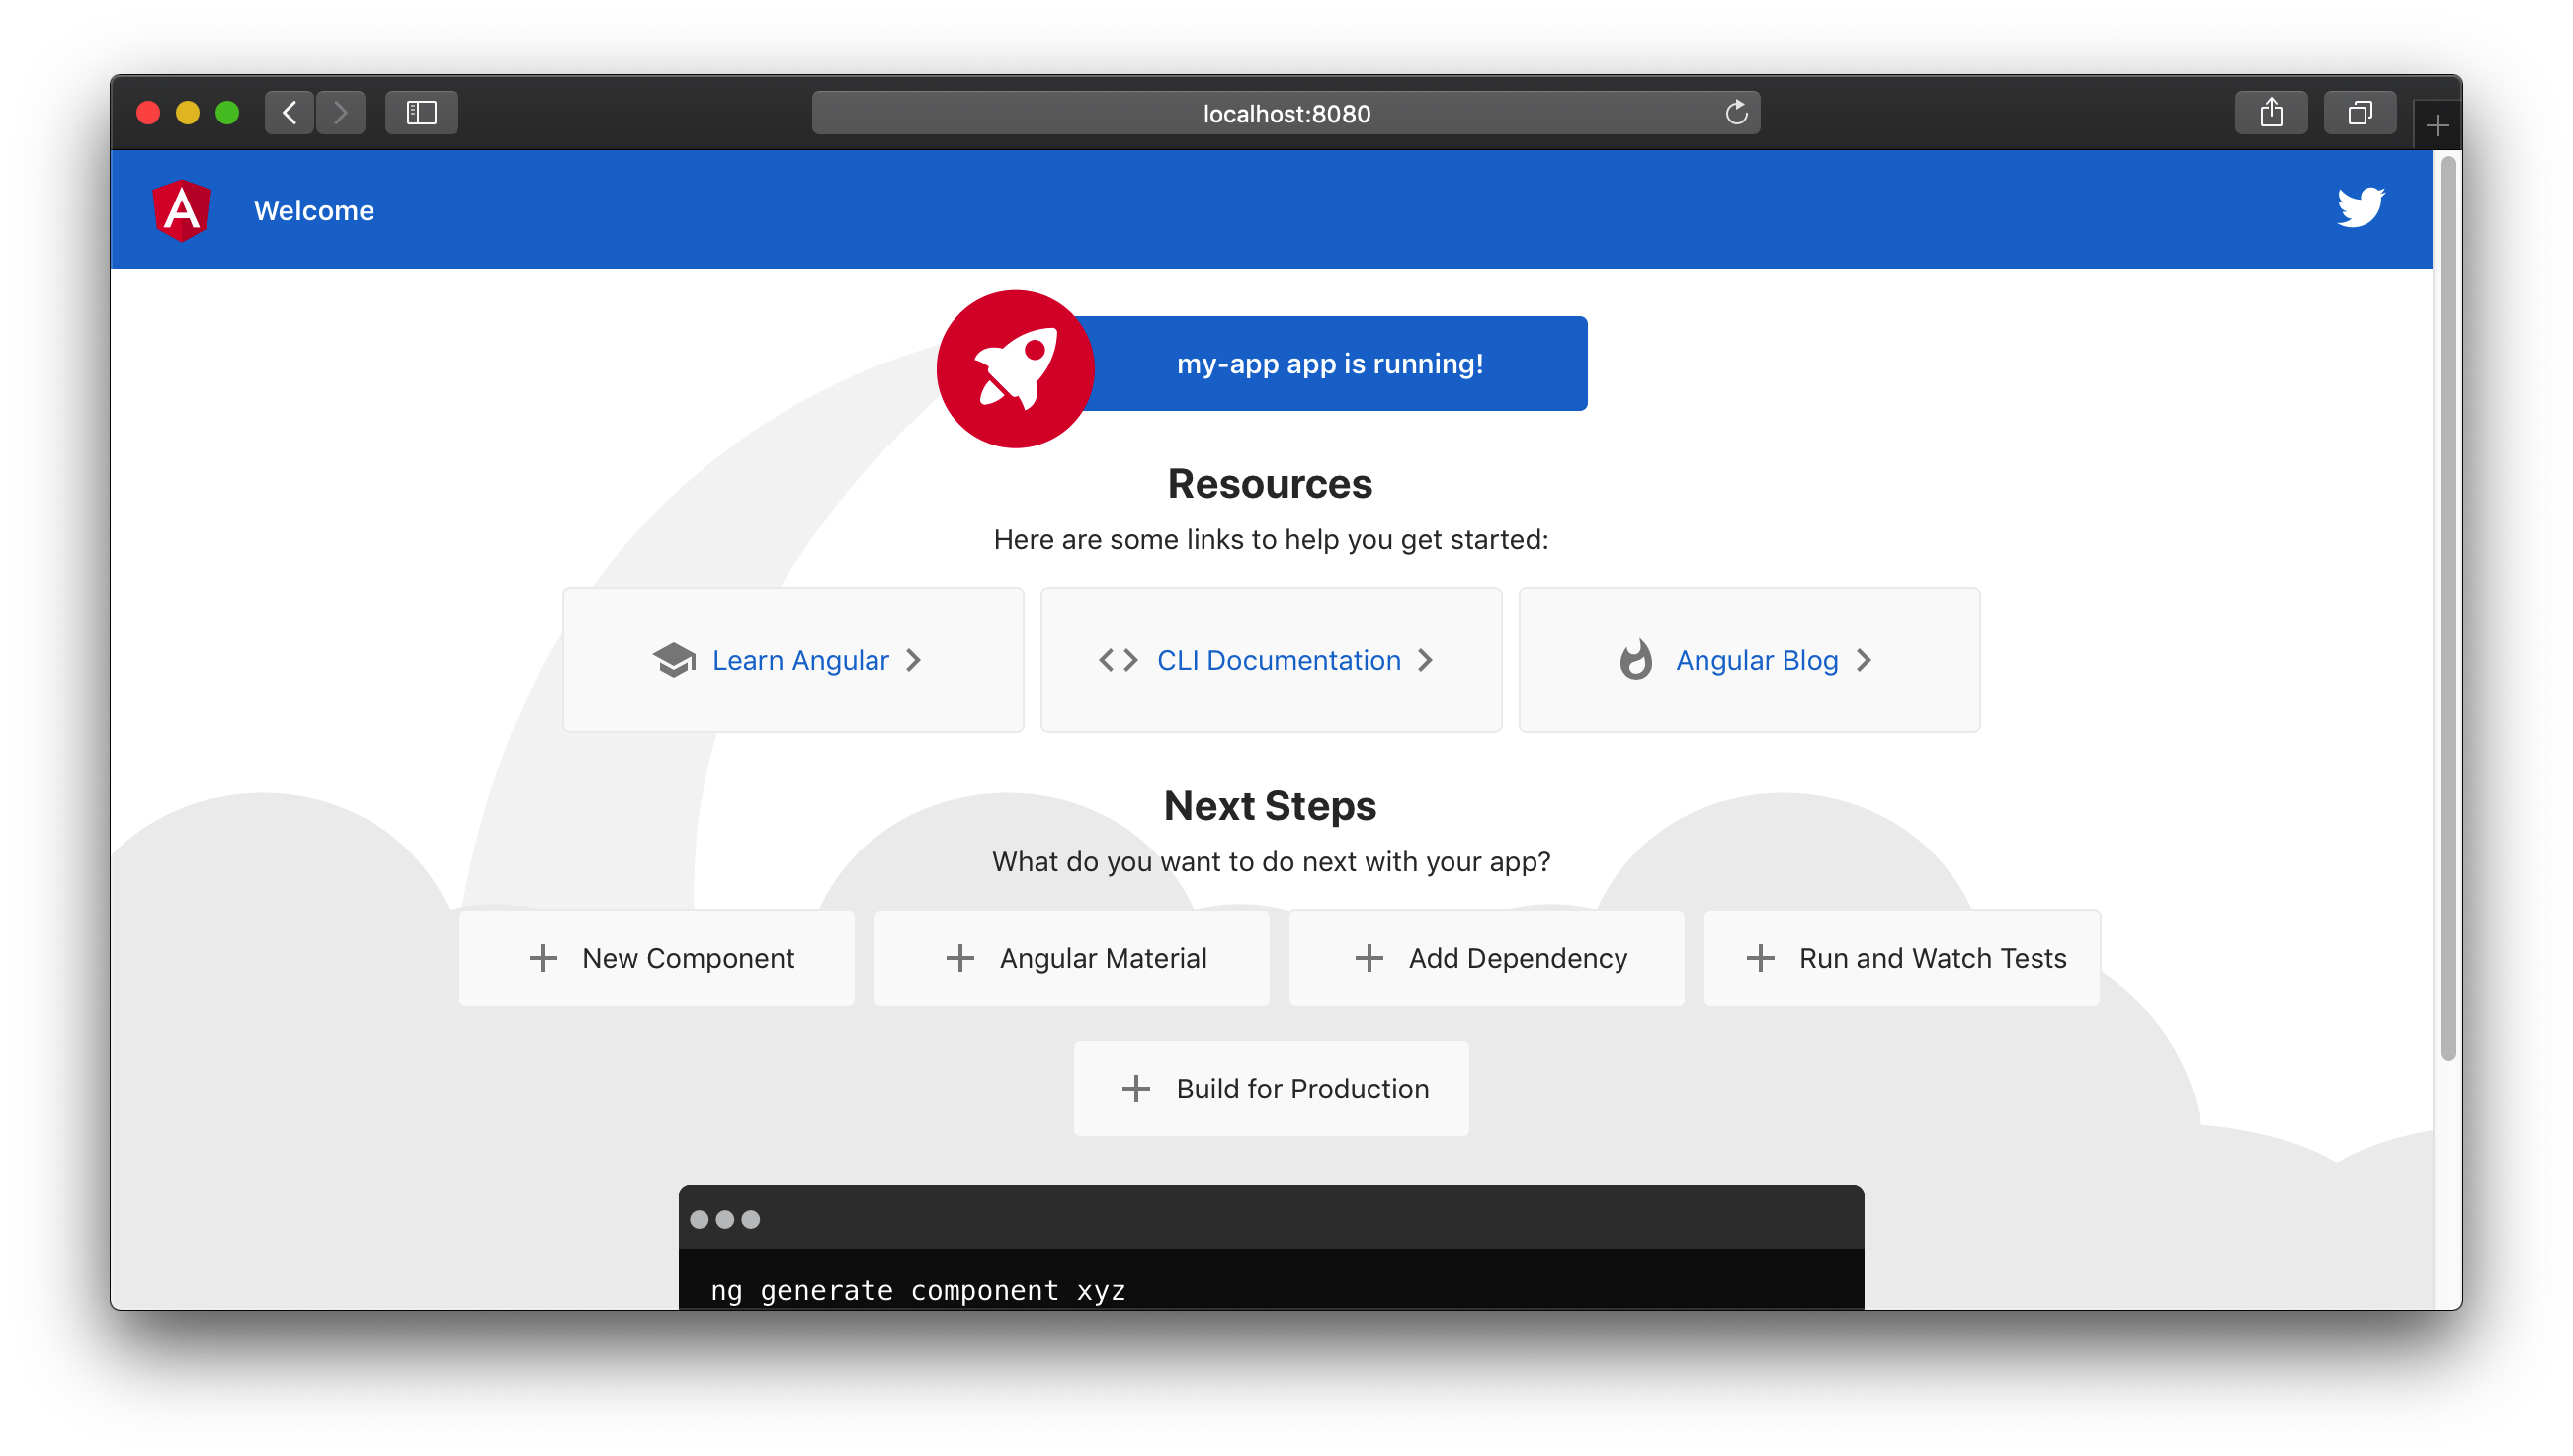 localhost:8080
Welcome
my-app app is running!
Resources
Here are some links to help you get started:
Learn Angular
CLI Documentation
Angular Blog
Next Steps
What do you want to do next with your app?
New Component
Angular Material
Add Dependency
Run and Watch Tests
Build for Production
ng generate component xyz